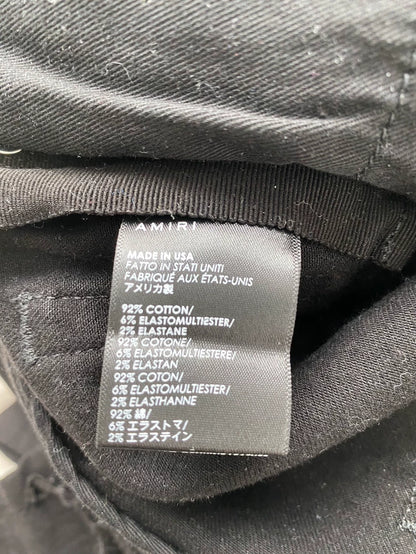 AMIRI
MADE IN USA
FATTO IN STATI UNITI
FABRIQUÉ AUX ÉTATS-UNIS
アメリカ製
92% COTTON/
6% ELASTOMULTIESTER/
2% ELASTANE
92% COTONE/
6% ELASTOMULTIESTERE/
2% ELASTAN
92% COTON/
6% ELASTOMULTIESTER/
2% ELASTHANNE
92% 綿/
6% エラストマ/
2% エラステイン